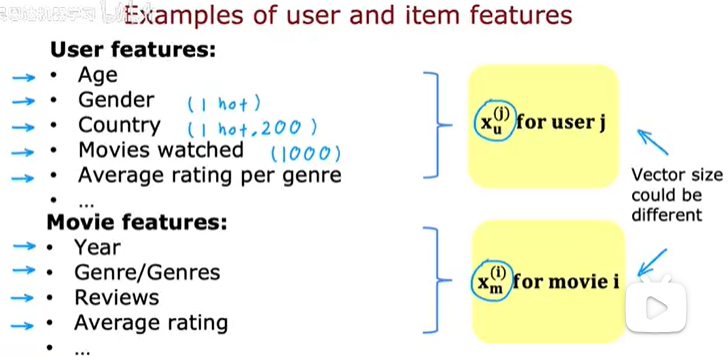 Examples of user and item features
User features:
• Age
• Gender (1 hot)
• Country (1 hot, 200)
• Movies watched (1000)
• Average rating per genre
• ...
x_u^(j) for user j
Vector size
could be
different
Movie features:
• Year
• Genre/Genres
• Reviews
• Average rating
• ...
x_m^(i) for movie i